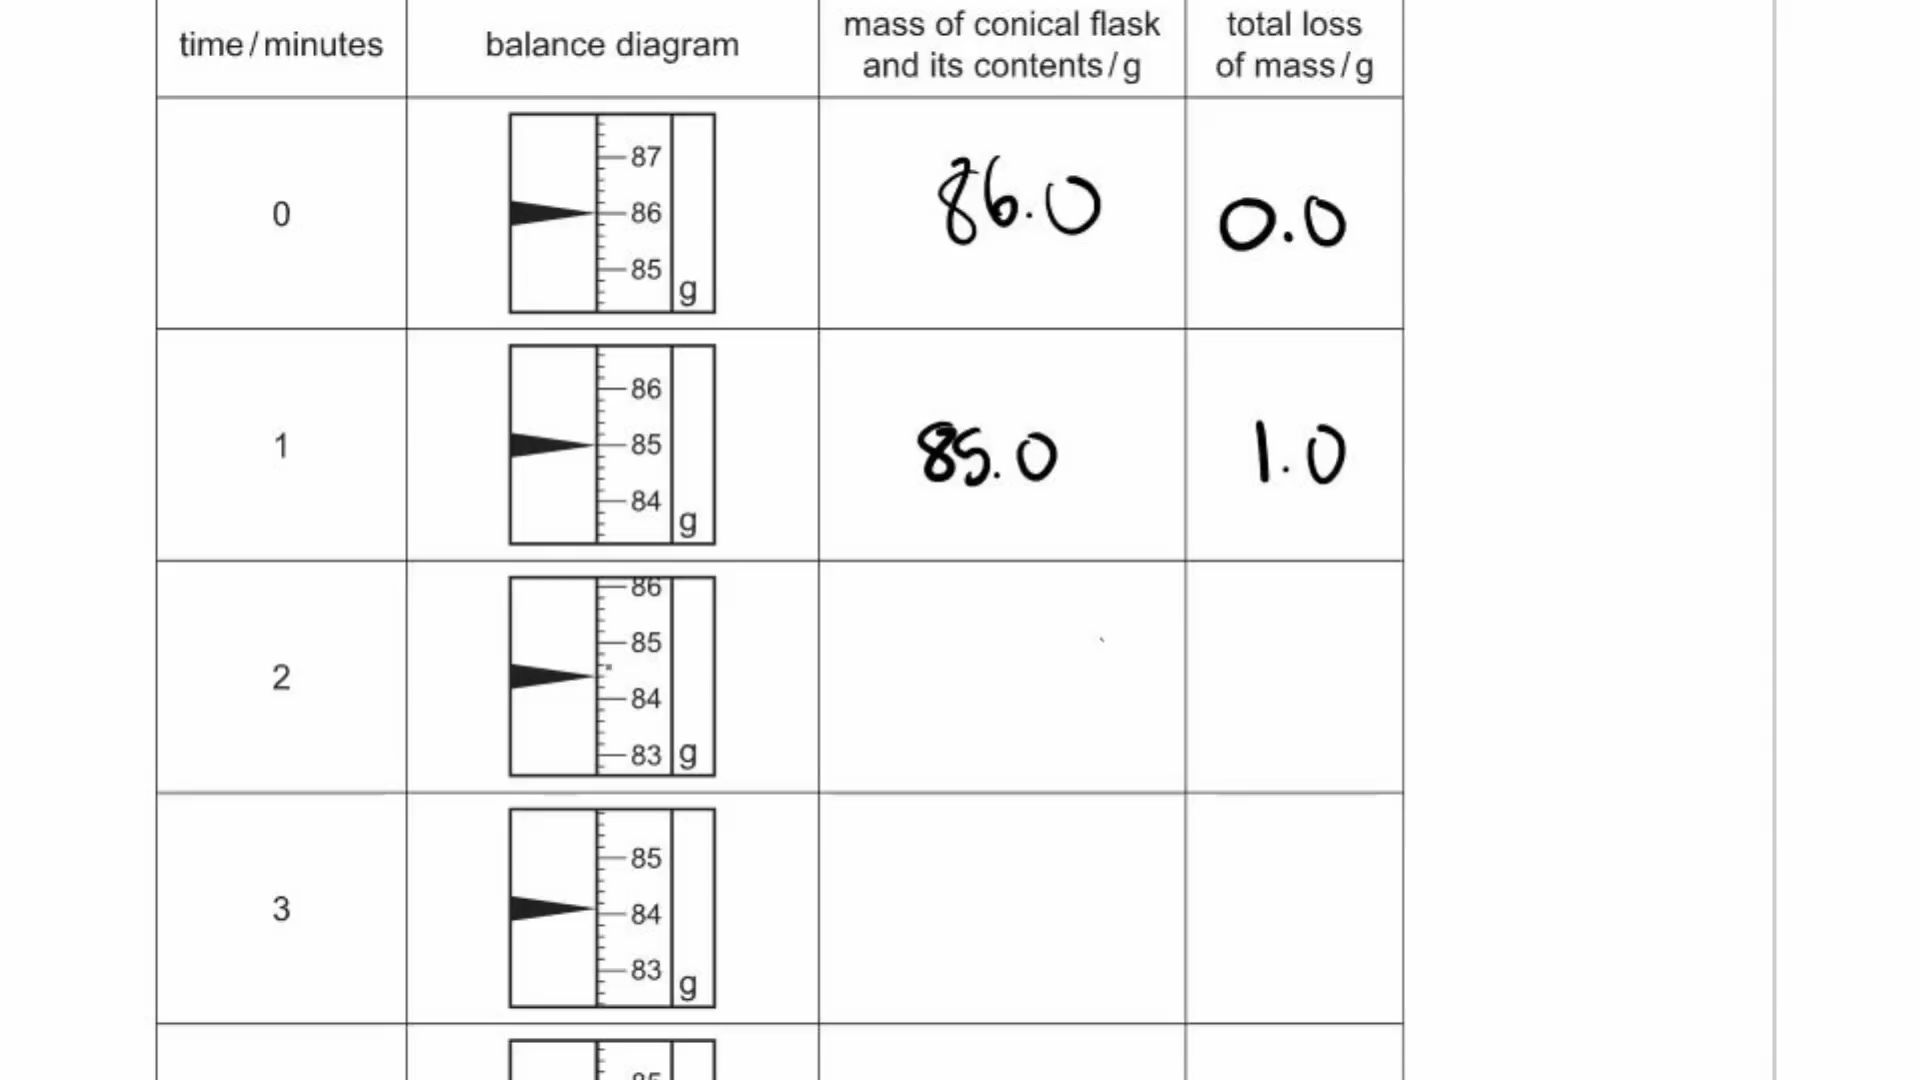 time/minutes
balance diagram
mass of conical flask
and its contents/g
total loss
of mass/g
0
87
86
85
g
86.0
0.0
1
86
85
84
g
85.0
1.0
2
86
85
84
83
g
3
85
84
83
g
85